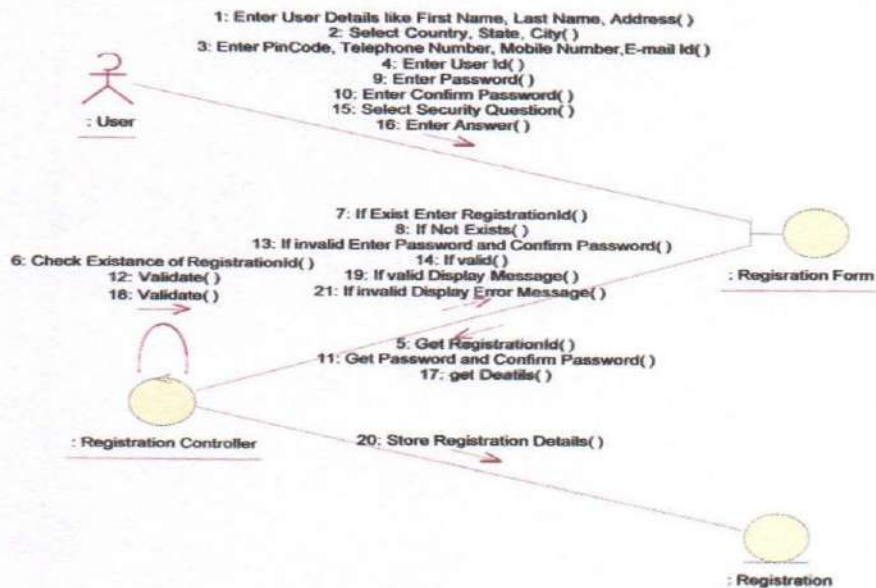 1: Enter User Details like First Name, Last Name, Address( )
2: Select Country, State, City( )
3: Enter PinCode, Telephone Number, Mobile Number,E-mail Id( )
4: Enter User Id( )
9: Enter Password( )
10: Enter Confirm Password( )
15: Select Security Question( )
16: Enter Answer( )
: User
7: If Exist Enter RegistrationId( )
8: If Not Exists( )
13: If invalid Enter Password and Confirm Password( )
14: If valid( )
19: If valid Display Message( )
21: If invalid Display Error Message( )
6: Check Existance of RegistrationId( )
12: Validate( )
18: Validate( )
: Regisration Form
5: Get RegistrationId( )
11: Get Password and Confirm Password( )
17: get Deatils( )
: Registration Controller
20: Store Registration Details( )
: Registration